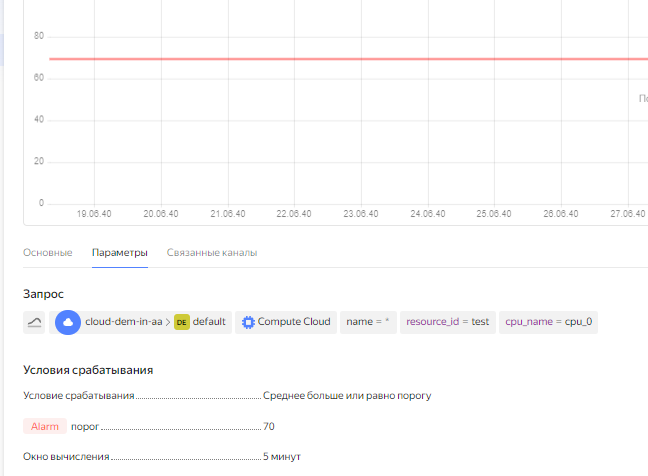 80
60
40
20
0
19.06.40 20.06.40 21.06.40 22.06.40 23.06.40 24.06.40 25.06.40 26.06.40 27.06.40
Основные Параметры Связанные каналы
Запрос
cloud-dem-in-aa > DE default Compute Cloud name = * resource_id = test cpu_name = cpu_0
Условия срабатывания
Условие срабатывания Среднее больше или равно порогу
Alarm порог 70
Окно вычисления 5 минут